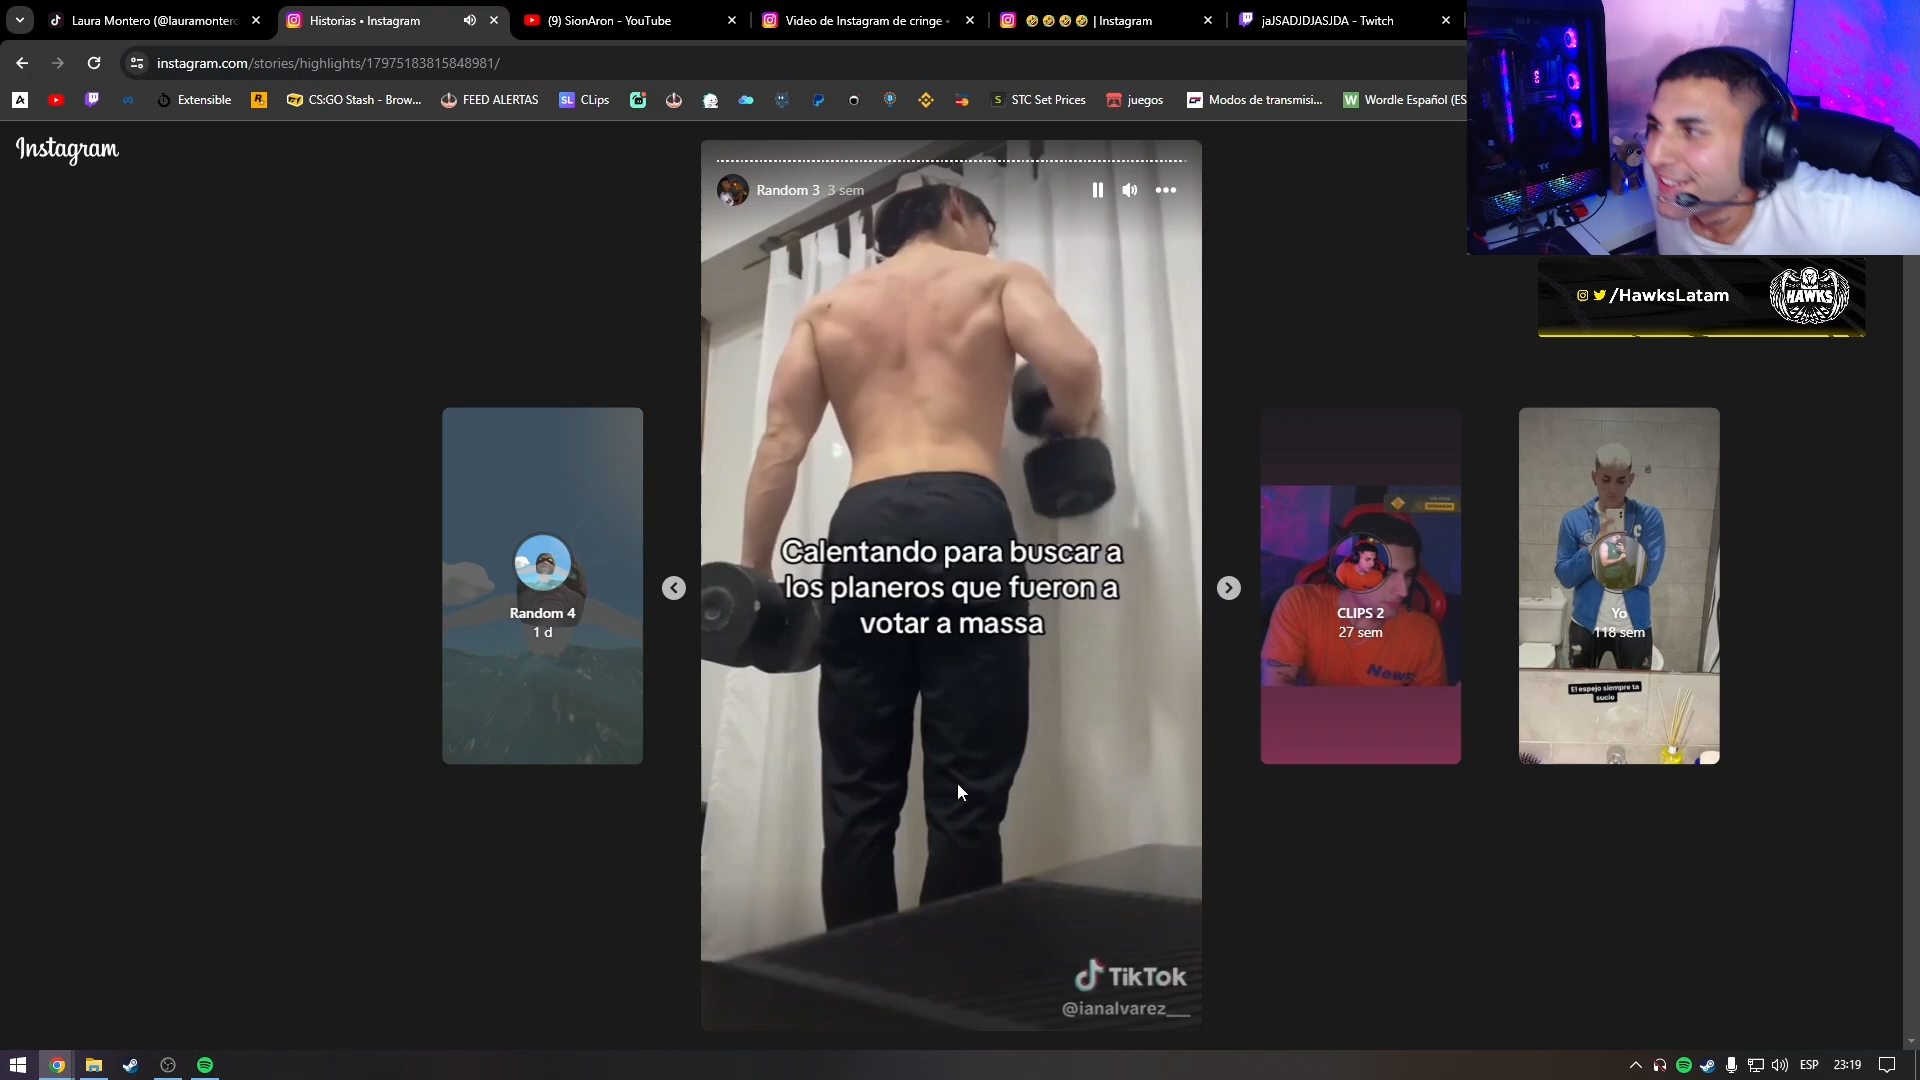 Laura Montero (@lauramontero
Historias • Instagram
(9) SionAron - YouTube
Video de Instagram de cringe •
🤣🤣🤣🤣 | Instagram
jaJSADJDJASJDA - Twitch
instagram.com/stories/highlights/17975183815848981/
Extensible
CS:GO Stash - Brow...
FEED ALERTAS
SL CLips
S STC Set Prices
juegos
Modos de transmisi...
W Wordle Español (ES
Instagram
Random 3 3 sem
/HawksLatam
HAWKS
Calentando para buscar a
los planeros que fueron a
votar a massa
Random 4
1 d
CLIPS 2
27 sem
Yo
118 sem
El espejo siempre ta
sucio
TikTok
@ianalvarez___
ESP
23:19